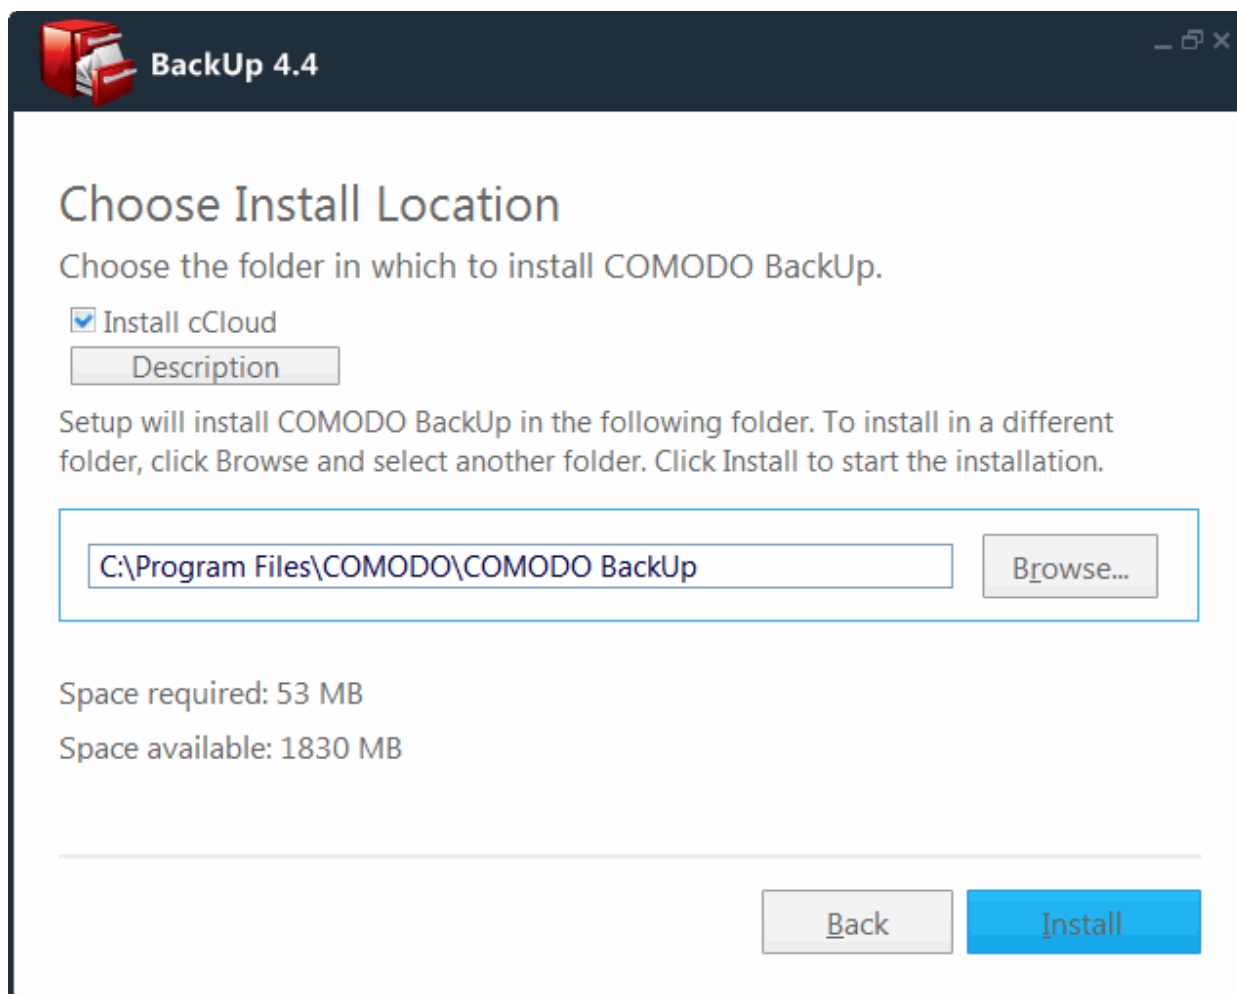 BackUp 4.4
Choose Install Location
Choose the folder in which to install COMODO BackUp.
Install cCloud
Description
Setup will install COMODO BackUp in the following folder. To install in a different
folder, click Browse and select another folder. Click Install to start the installation.
C:\Program Files\COMODO\COMODO BackUp
Browse...
Space required: 53 MB
Space available: 1830 MB
Back
Install